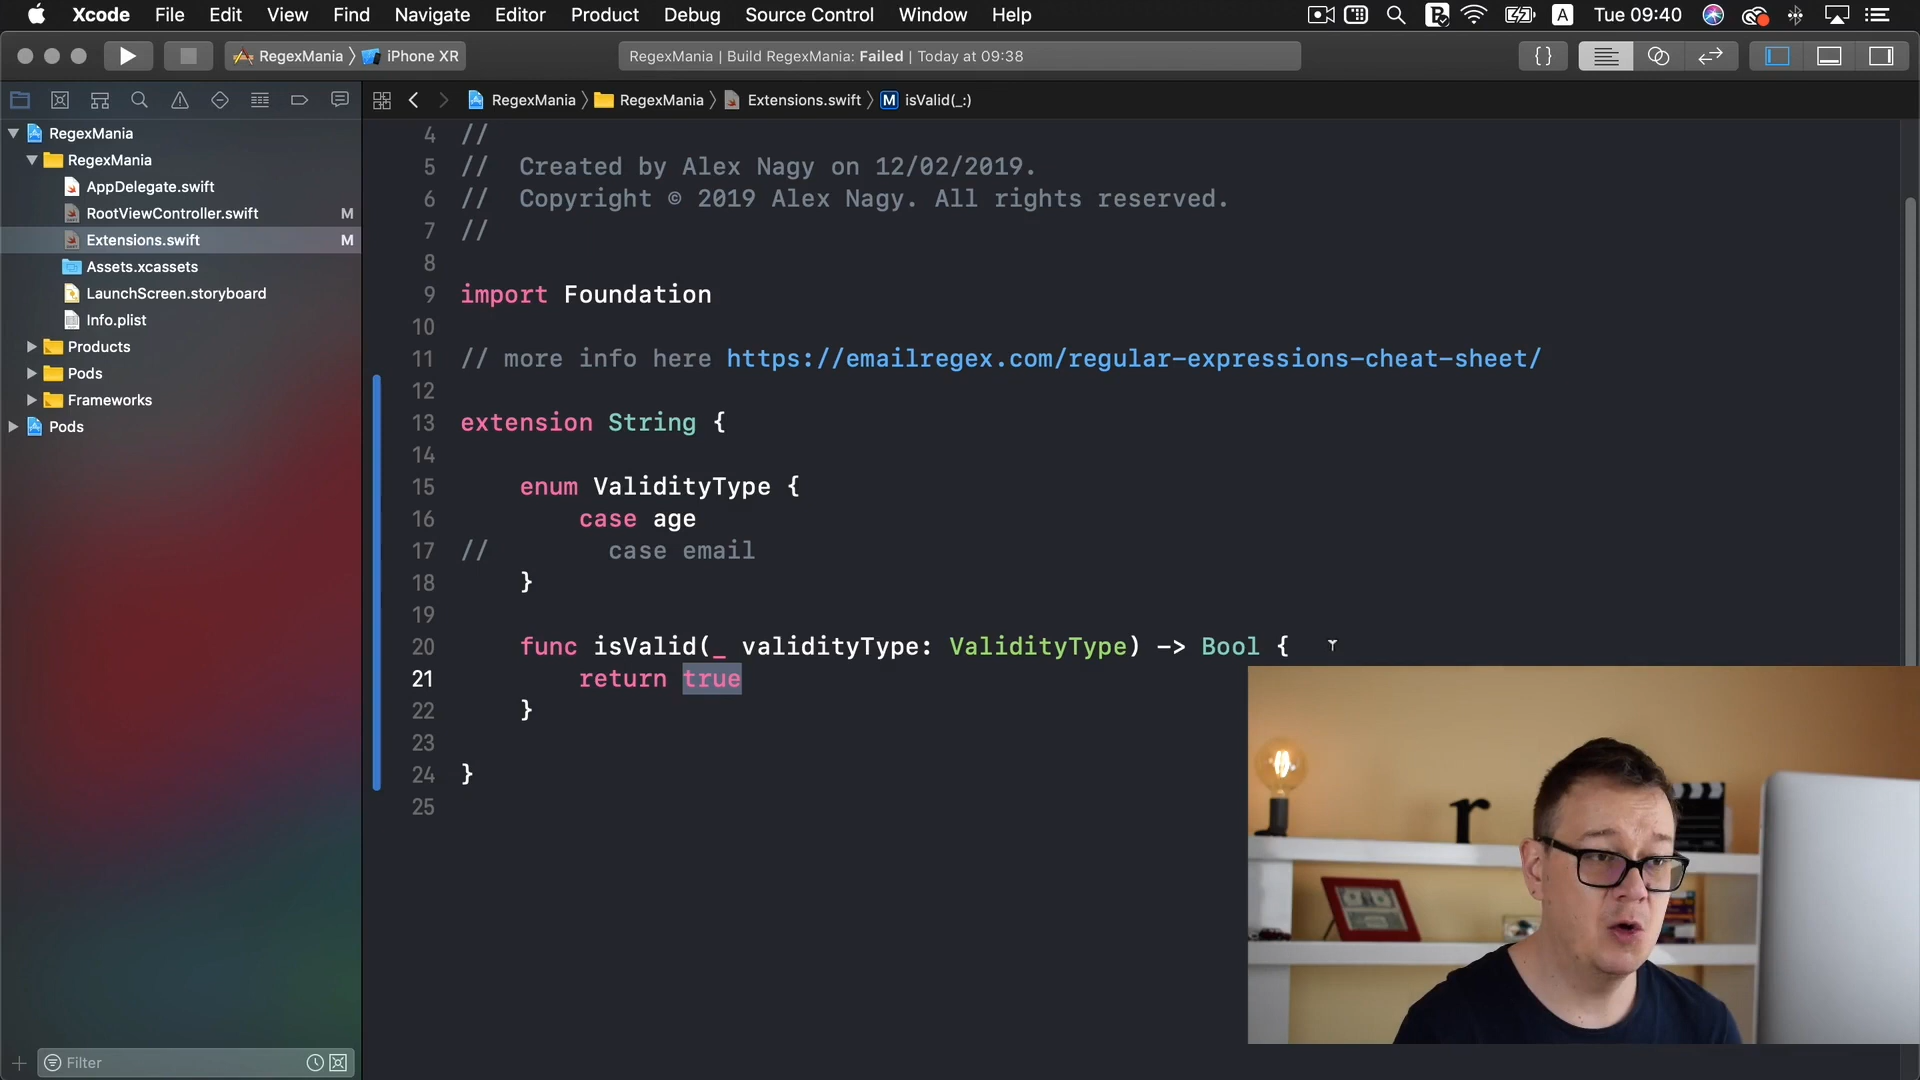 Xcode File Edit View Find Navigate Editor Product Debug Source Control Window Help A Tue 09:40
RegexMania iPhone XR RegexMania | Build RegexMania: Failed | Today at 09:38 {}
RegexMania RegexMania Extensions.swift M isValid(_:)
RegexMania
RegexMania
AppDelegate.swift
RootViewController.swift M
Extensions.swift M
Assets.xcassets
LaunchScreen.storyboard
Info.plist
Products
Pods
Frameworks
Pods
Filter
4 //
5 // Created by Alex Nagy on 12/02/2019.
6 // Copyright © 2019 Alex Nagy. All rights reserved.
7 //
8
9 import Foundation
10
11 // more info here https://emailregex.com/regular-expressions-cheat-sheet/
12
13 extension String {
14
15 enum ValidityType {
16 case age
17 // case email
18 }
19
20 func isValid(_ validityType: ValidityType) -> Bool {
21 return true
22 }
23
24 }
25
r